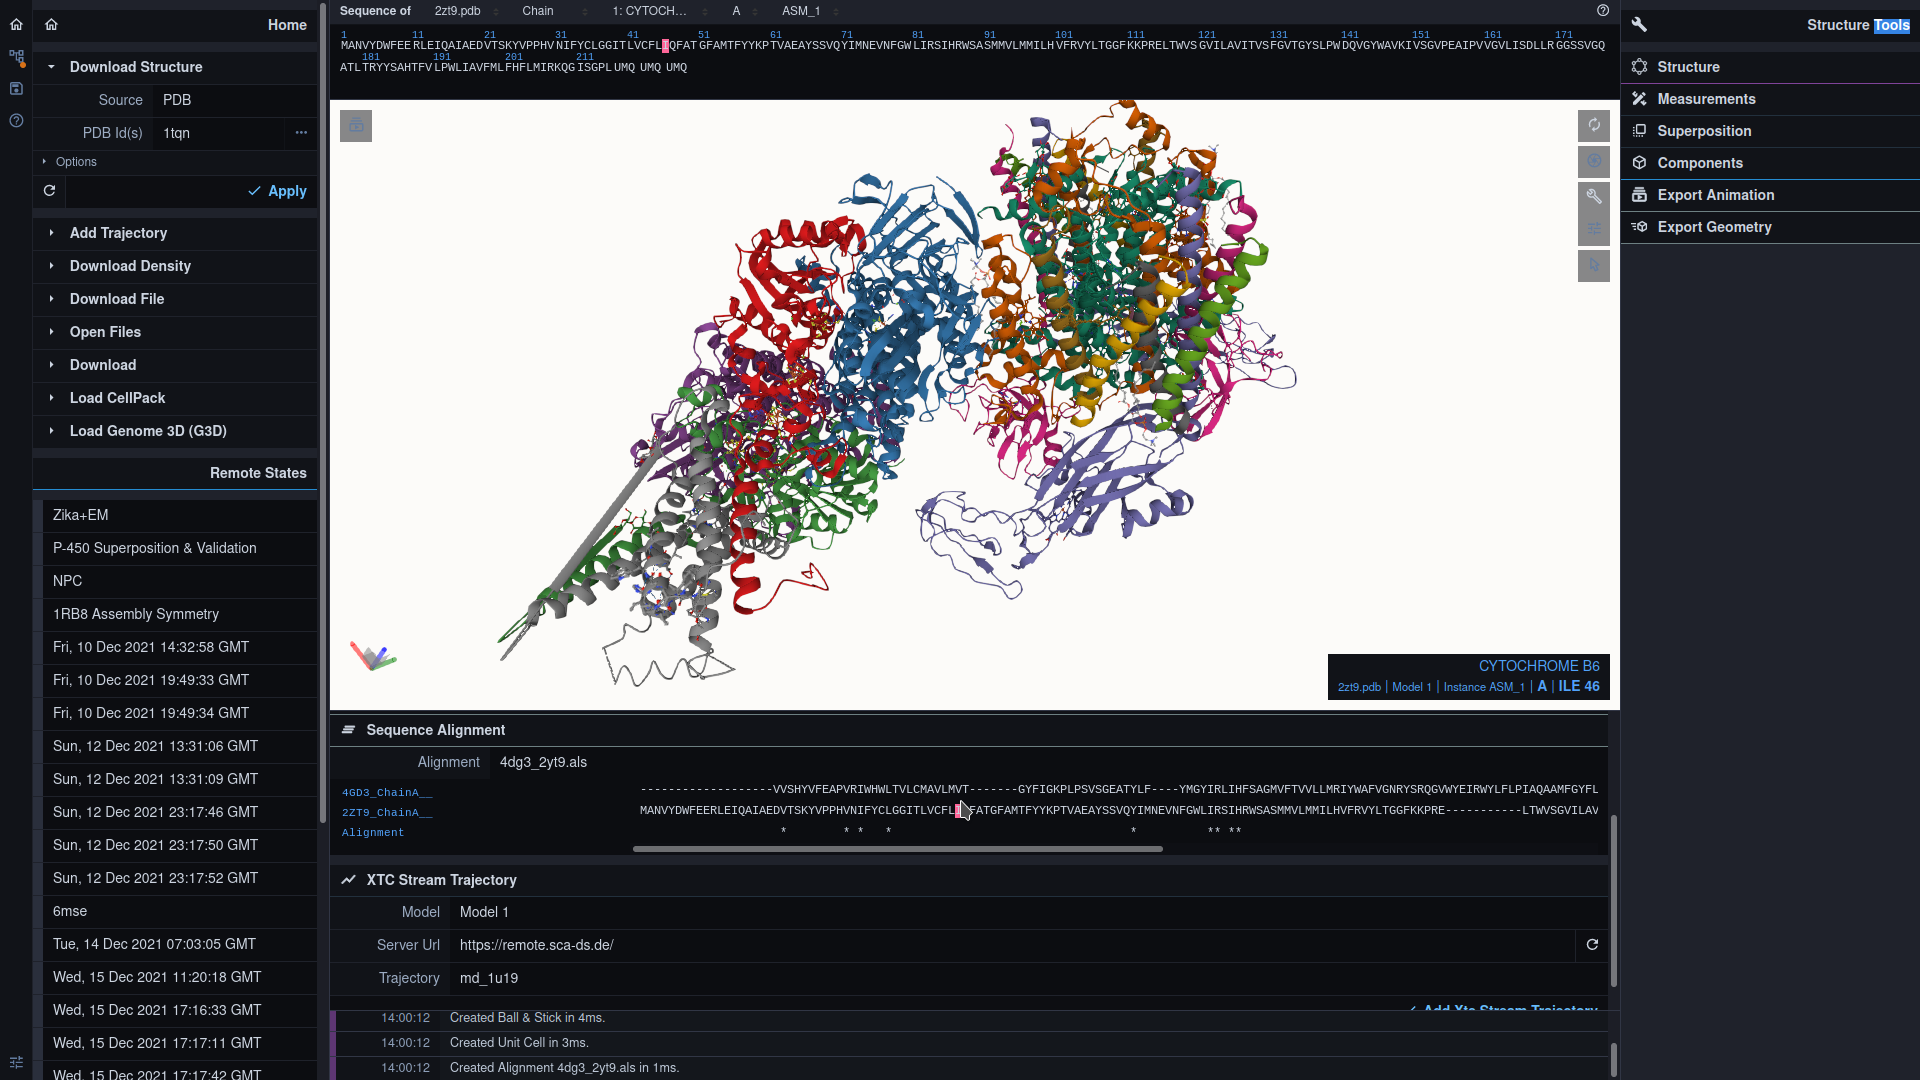 Home
Download Structure
Source PDB
PDB Id(s) 1tqn
Options
Apply
Add Trajectory
Download Density
Download File
Open Files
Download
Load CellPack
Load Genome 3D (G3D)
Remote States
Zika+EM
P-450 Superposition & Validation
NPC
1RB8 Assembly Symmetry
Fri, 10 Dec 2021 14:32:58 GMT
Fri, 10 Dec 2021 19:49:33 GMT
Fri, 10 Dec 2021 19:49:34 GMT
Sun, 12 Dec 2021 13:31:06 GMT
Sun, 12 Dec 2021 13:31:09 GMT
Sun, 12 Dec 2021 23:17:46 GMT
Sun, 12 Dec 2021 23:17:50 GMT
Sun, 12 Dec 2021 23:17:52 GMT
6mse
Tue, 14 Dec 2021 07:03:05 GMT
Wed, 15 Dec 2021 11:20:18 GMT
Wed, 15 Dec 2021 17:16:33 GMT
Wed, 15 Dec 2021 17:17:11 GMT
Wed, 15 Dec 2021 17:17:42 GMT
Sequence of 2zt9.pdb Chain 1: CYTOCH... A ASM_1
1 11 21 31 41 51 61 71 81 91 101 111 121 131 141 151 161 171
MANVYDWFEERLEIQAIAEDVTSKYVPPHVNIFYCLGGITLVCFLIQFATGFAMTFYYKPTVAEAYSSVQYIMNEVNFGWLIRSIHRWSASMMVLMMILHVFRVYLTGGFKKPRELTWVSGVILAVITVSFGVTGYSLPWDQVGYWAVKIVSGVPEAIPVVGVLISDLLRGGSSVGQ
181 191 201 211
ATLTRYYSAHTFVLPWLIAVFMLFHFLMIRKQGISGPLUMQ UMQ UMQ
CYTOCHROME B6
2zt9.pdb | Model 1 | Instance ASM_1 | A | ILE 46
Sequence Alignment
Alignment 4dg3_2yt9.als
4GD3_ChainA__ -------------------VVSHYVFEAPVRIWHWLTVLCMAVLMVT-------GYFIGKPLPSVSGEATYLF----YMGYIRLIHFSAGMVFTVVLLMRIYWAFVGNRYSRQGVWYEIRWYLFLPIAQAAMFGYFL
2ZT9_ChainA__ MANVYDWFEERLEIQAIAEDVTSKYVPPHVNIFYCLGGITLVCFL FATGFAMTFYYKPTVAEAYSSVQYIMNEVNFGWLIRSIHRWSASMMVLMMILHVFRVYLTGGFKKPRE-----------LTWVSGVILAV
Alignment * * * * * ** **
XTC Stream Trajectory
Model Model 1
Server Url https://remote.sca-ds.de/
Trajectory md_1u19
Add Xtc Stream Trajectory
14:00:12 Created Ball & Stick in 4ms.
14:00:12 Created Unit Cell in 3ms.
14:00:12 Created Alignment 4dg3_2yt9.als in 1ms.
Structure Tools
Structure
Measurements
Superposition
Components
Export Animation
Export Geometry